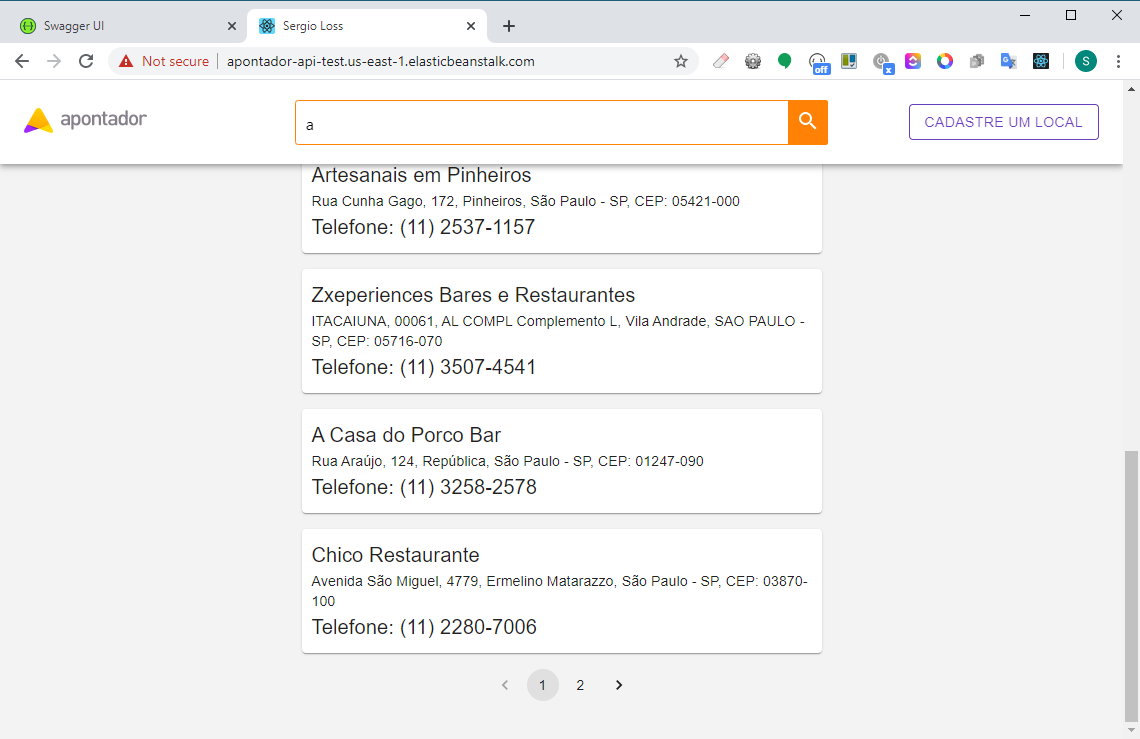 Swagger UI
Sergio Loss
Not secure
apontador-api-test.us-east-1.elasticbeanstalk.com
off
x
S
apontador
a
CADASTRE UM LOCAL
Artesanais em Pinheiros
Rua Cunha Gago, 172, Pinheiros, São Paulo - SP, CEP: 05421-000
Telefone: (11) 2537-1157
Zxeperiences Bares e Restaurantes
ITACAIUNA, 00061, AL COMPL Complemento L, Vila Andrade, SAO PAULO -
SP, CEP: 05716-070
Telefone: (11) 3507-4541
A Casa do Porco Bar
Rua Araújo, 124, República, São Paulo - SP, CEP: 01247-090
Telefone: (11) 3258-2578
Chico Restaurante
Avenida São Miguel, 4779, Ermelino Matarazzo, São Paulo - SP, CEP: 03870-
100
Telefone: (11) 2280-7006
1 2